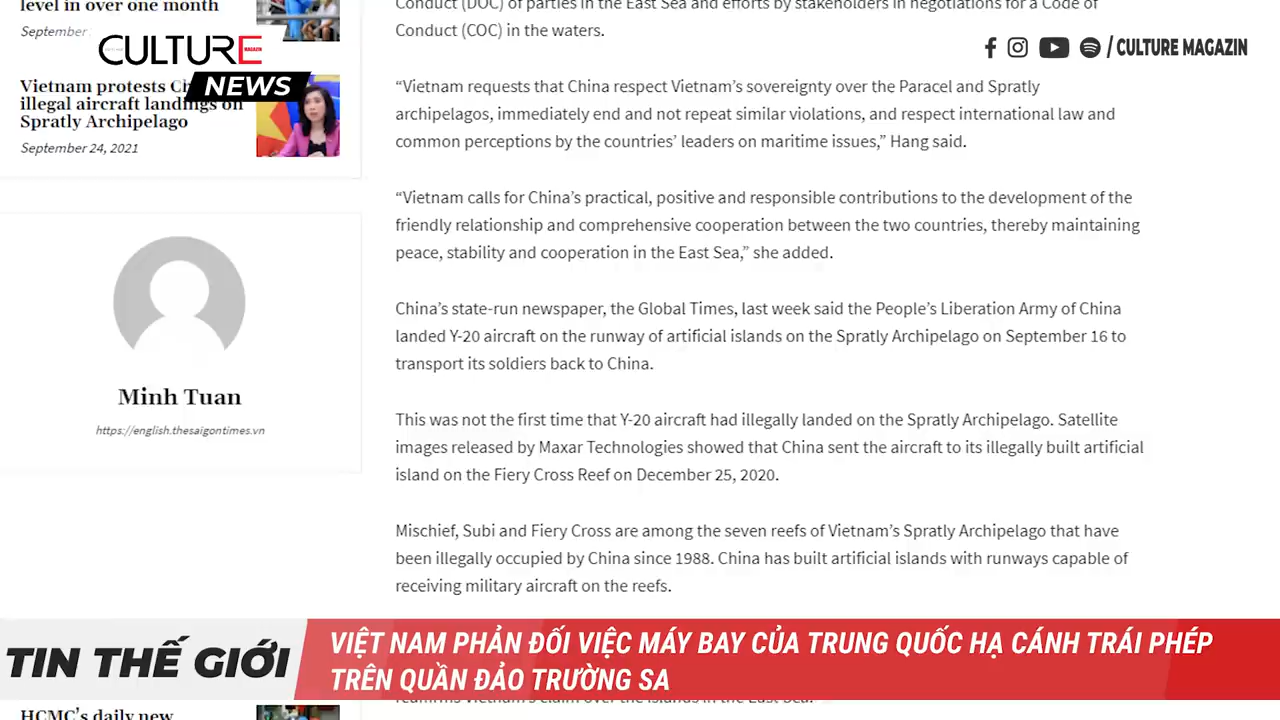 level in over one month
September
CULTURE
MAGAZIN
NEWS
/ CULTURE MAGAZIN
Vietnam protests Ch
illegal aircraft landings on
Spratly Archipelago
September 24, 2021
Minh Tuan
https://english.thesaigontimes.vn
Conduct (DOC) of parties in the East Sea and efforts by stakeholders in negotiations for a Code of
Conduct (COC) in the waters.
“Vietnam requests that China respect Vietnam’s sovereignty over the Paracel and Spratly
archipelagos, immediately end and not repeat similar violations, and respect international law and
common perceptions by the countries’ leaders on maritime issues,” Hang said.
“Vietnam calls for China’s practical, positive and responsible contributions to the development of the
friendly relationship and comprehensive cooperation between the two countries, thereby maintaining
peace, stability and cooperation in the East Sea,” she added.
China’s state-run newspaper, the Global Times, last week said the People’s Liberation Army of China
landed Y-20 aircraft on the runway of artificial islands on the Spratly Archipelago on September 16 to
transport its soldiers back to China.
This was not the first time that Y-20 aircraft had illegally landed on the Spratly Archipelago. Satellite
images released by Maxar Technologies showed that China sent the aircraft to its illegally built artificial
island on the Fiery Cross Reef on December 25, 2020.
Mischief, Subi and Fiery Cross are among the seven reefs of Vietnam’s Spratly Archipelago that have
been illegally occupied by China since 1988. China has built artificial islands with runways capable of
receiving military aircraft on the reefs.
TIN THẾ GIỚI
VIỆT NAM PHẢN ĐỐI VIỆC MÁY BAY CỦA TRUNG QUỐC HẠ CÁNH TRÁI PHÉP
TRÊN QUẦN ĐẢO TRƯỜNG SA
reaffirms Vietnam’s claim over the islands in the East Sea.
HCMC’s daily new